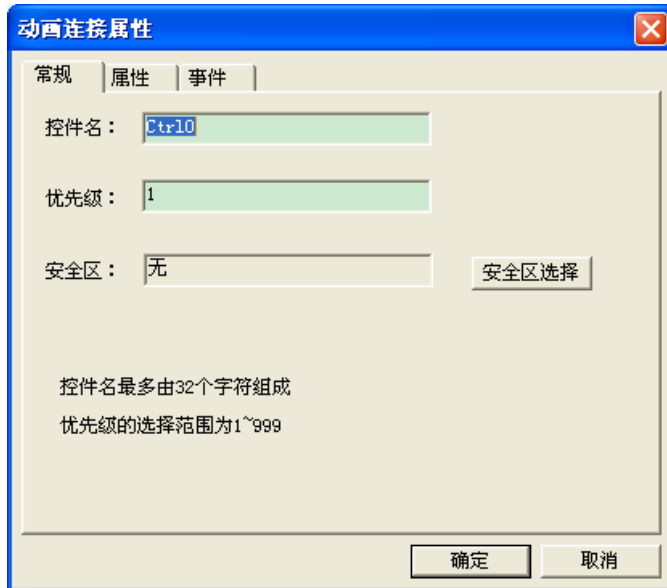 动画连接属性
常规 属性 事件
控件名： Ctrl0
优先级： 1
安全区： 无 安全区选择
控件名最多由32个字符组成
优先级的选择范围为1~999
确定 取消